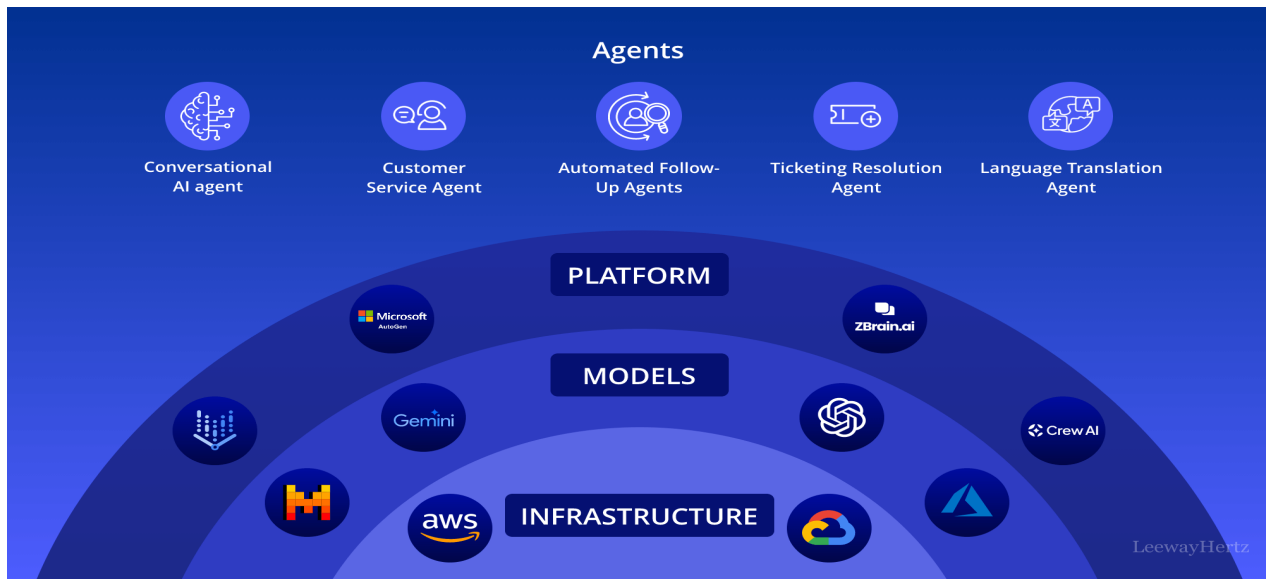 Agents
Conversational
AI agent
Customer
Service Agent
Automated Follow-
Up Agents
Ticketing Resolution
Agent
Language Translation
Agent
PLATFORM
Microsoft
AutoGen
ZBrain.ai
MODELS
Gemini
Crew AI
aws
INFRASTRUCTURE
LeewayHertz